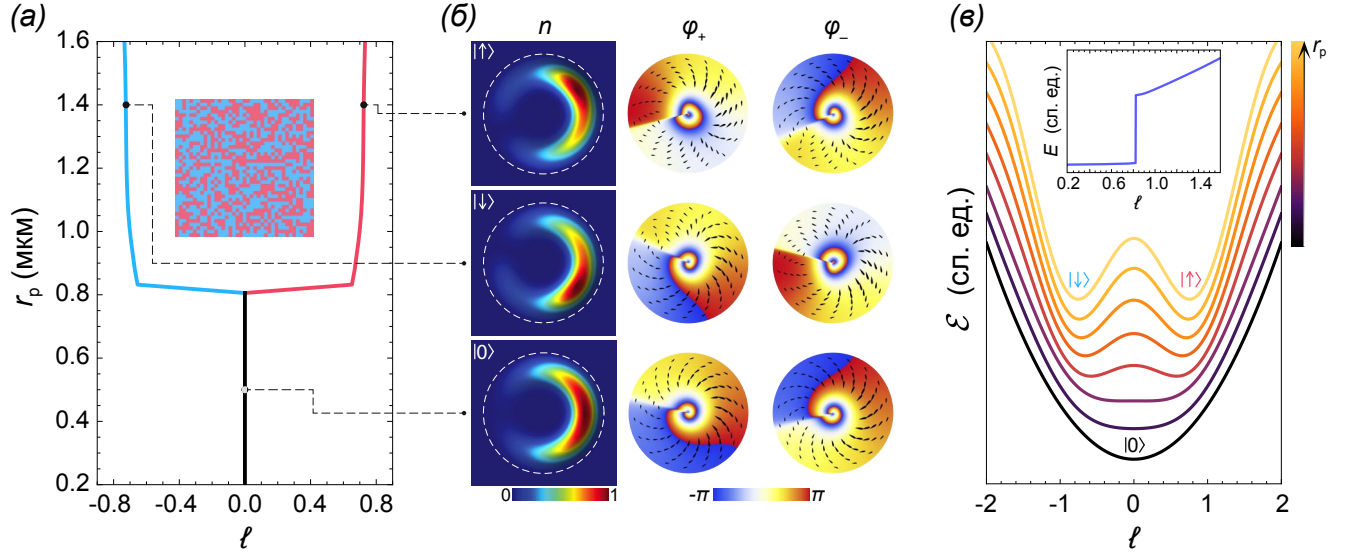 (а)
1.6
1.4
1.2
1.0
0.8
0.6
0.4
0.2
r_p (мкм)
-0.8 -0.4 0.0 0.4 0.8
ℓ
(б)
n φ₊ φ₋
|↑⟩
|↓⟩
|0⟩
0 1 -π π
(в)
r_p
E (сп. ед.)
0.2 0.6 1.0 1.4
ℓ
|↓⟩ |↑⟩
|0⟩
ℰ (сп. ед.)
-2 -1 0 1 2
ℓ